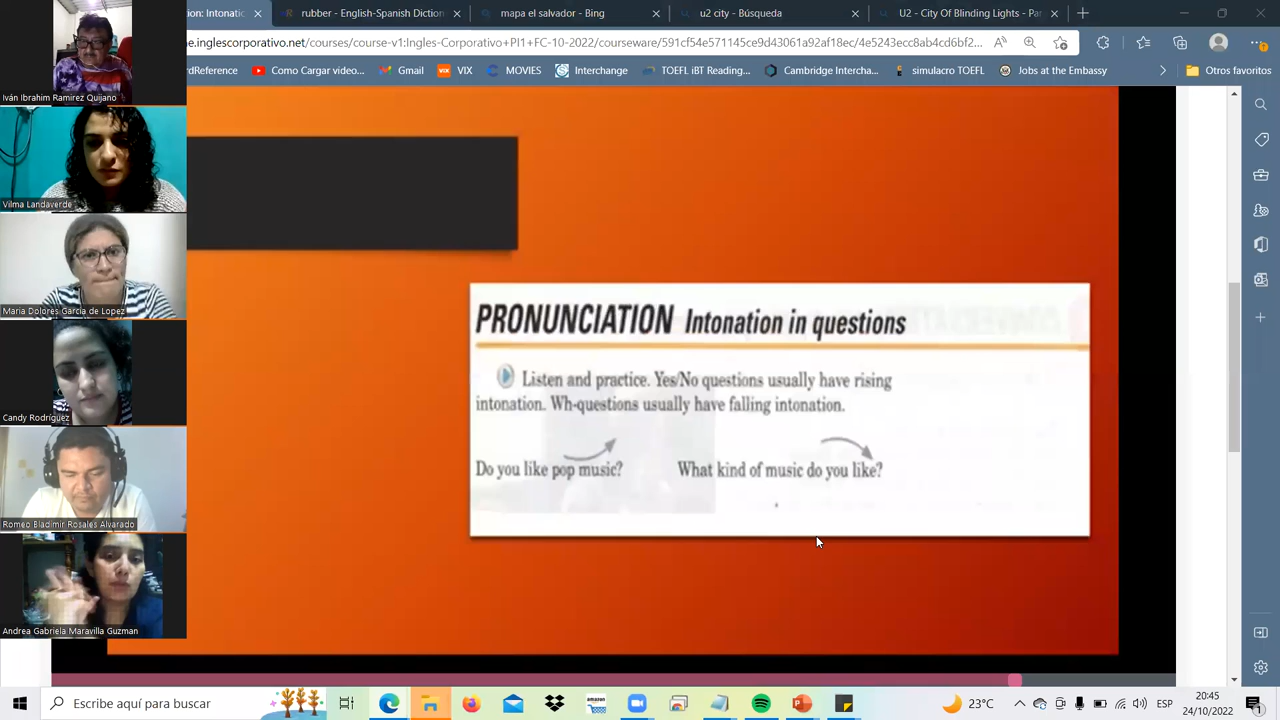 Intonati
rubber - English-Spanish Diction
mapa el salvador - Bing
u2 city - Búsqueda
U2 - City Of Blinding Lights - Par
e.inglescorporativo.net/courses/course-v1:Ingles-Corporativo+PI1+FC-10-2022/courseware/591cf54e571145ce9d43061a92af18ec/4e5243ecc8ab4cd6bf2...
rdReference
Como Cargar video...
Gmail
VIX
MOVIES
Interchange
TOEFL iBT Reading...
Cambridge Intercha...
simulacro TOEFL
Jobs at the Embassy
Otros favoritos
Iván Ibrahim Ramirez Quijano
Vilma Landaverde
Maria Dolores Garcia de Lopez
Candy Rodríguez
Romeo Bladimir Rosales Alvarado
Andrea Gabriela Maravilla Guzman
PRONUNCIATION Intonation in questions
Listen and practice. Yes/No questions usually have rising
intonation. Wh-questions usually have falling intonation.
Do you like pop music? What kind of music do you like?
Escribe aquí para buscar
amazon
23°C
ESP
20:45
24/10/2022
1